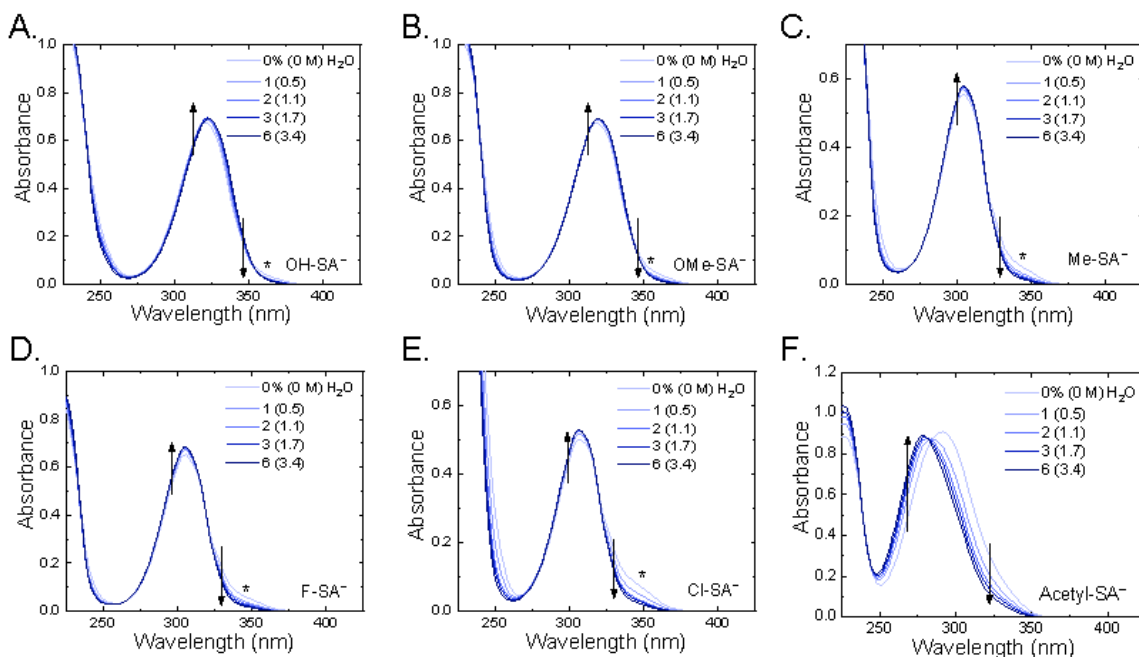 A.
Absorbance
1.0
0.8
0.6
0.4
0.2
0.0
0% (0 M) H₂O
1 (0.5)
2 (1.1)
3 (1.7)
6 (3.4)
*
OH-SA⁻
250 300 350 400
Wavelength (nm)
B.
Absorbance
1.0
0.8
0.6
0.4
0.2
0.0
0% (0 M) H₂O
1 (0.5)
2 (1.1)
3 (1.7)
6 (3.4)
*
OMe-SA⁻
250 300 350 400
Wavelength (nm)
C.
Absorbance
0.6
0.4
0.2
0.0
0% (0 M) H₂O
1 (0.5)
2 (1.1)
3 (1.7)
6 (3.4)
*
Me-SA⁻
250 300 350 400
Wavelength (nm)
D.
Absorbance
1.0
0.8
0.6
0.4
0.2
0.0
0% (0 M) H₂O
1 (0.5)
2 (1.1)
3 (1.7)
6 (3.4)
*
F-SA⁻
250 300 350 400
Wavelength (nm)
E.
Absorbance
0.6
0.4
0.2
0.0
0% (0 M) H₂O
1 (0.5)
2 (1.1)
3 (1.7)
6 (3.4)
*
Cl-SA⁻
250 300 350 400
Wavelength (nm)
F.
Absorbance
1.2
1.0
0.8
0.6
0.4
0.2
0.0
0% (0 M) H₂O
1 (0.5)
2 (1.1)
3 (1.7)
6 (3.4)
Acetyl-SA⁻
250 300 350 400
Wavelength (nm)